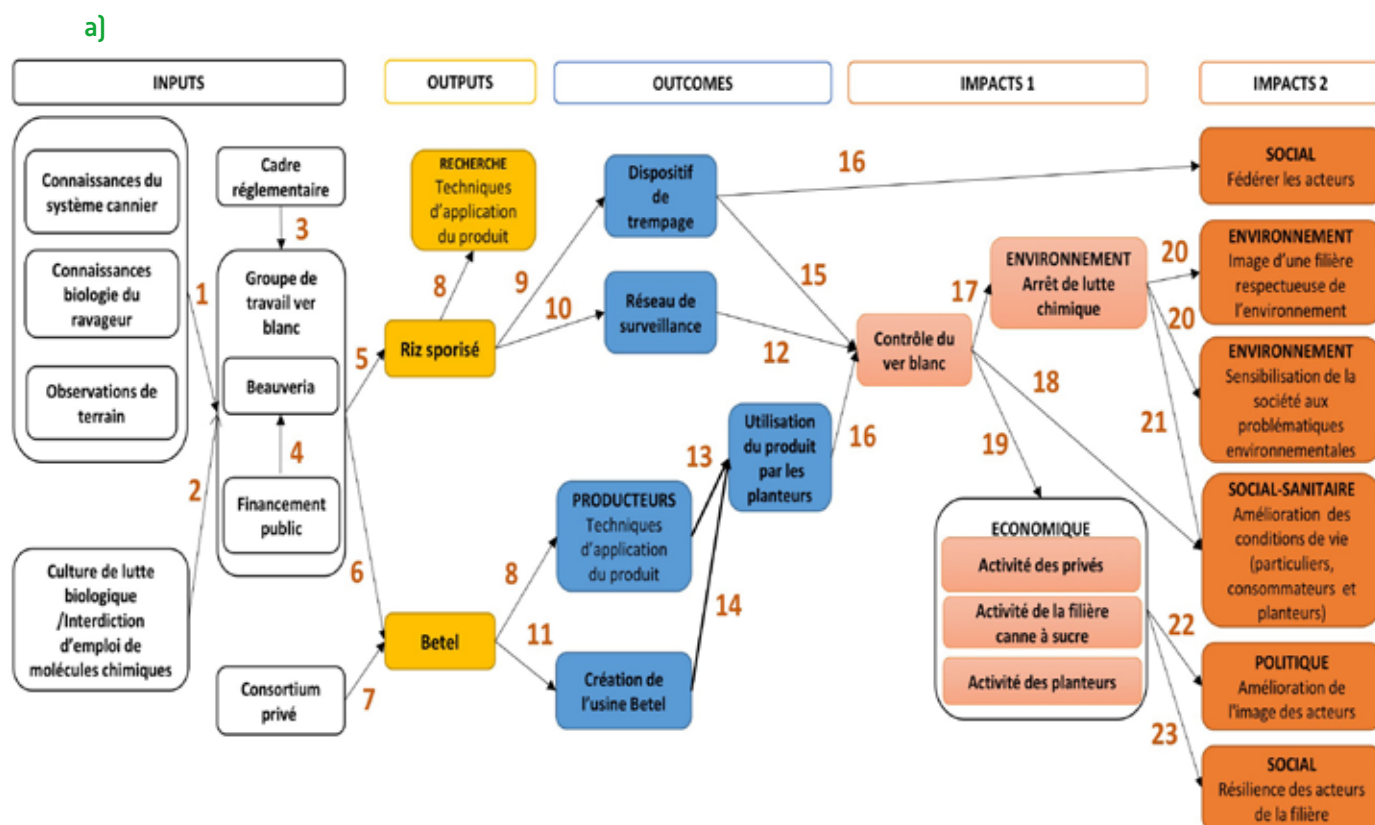 a)
INPUTS
OUTPUTS
OUTCOMES
IMPACTS 1
IMPACTS 2
Connaissances du
système cannier
Connaissances
biologie du
ravageur
Observations de
terrain
Culture de lutte
biologique
/Interdiction
d'emploi de
molécules chimiques
1
2
Cadre
réglementaire
3
Groupe de
travail ver
blanc
Beauveria
4
Financement
public
Consortium
privé
5
6
7
RECHERCHE
Techniques
d'application
du produit
8
Riz sporisé
Betel
9
10
8
11
Dispositif
de
trempage
Réseau de
surveillance
PRODUCTEURS
Techniques
d'application
du produit
Création de
l'usine Betel
13
14
Utilisation
du produit
par les
planteurs
16
15
12
16
Contrôle du
ver blanc
17
18
19
ENVIRONNEMENT
Arrêt de lutte
chimique
ECONOMIQUE
Activité des privés
Activité de la filière
canne à sucre
Activité des planteurs
20
20
21
22
23
SOCIAL
Fédérer les acteurs
ENVIRONNEMENT
Image d'une filière
respectueuse de
l'environnement
ENVIRONNEMENT
Sensibilisation de la
société aux
problématiques
environnementales
SOCIAL-SANITAIRE
Amélioration des
conditions de vie
(particuliers,
consommateurs et
planteurs)
POLITIQUE
Amélioration de
l'image des acteurs
SOCIAL
Résilience des acteurs
de la filière